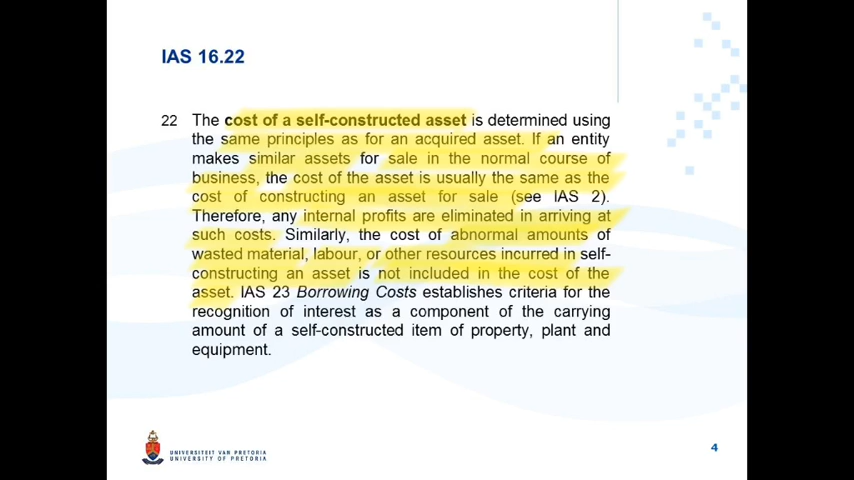 IAS 16.22
22 The cost of a self-constructed asset is determined using
the same principles as for an acquired asset. If an entity
makes similar assets for sale in the normal course of
business, the cost of the asset is usually the same as the
cost of constructing an asset for sale (see IAS 2).
Therefore, any internal profits are eliminated in arriving at
such costs. Similarly, the cost of abnormal amounts of
wasted material, labour, or other resources incurred in self-
constructing an asset is not included in the cost of the
asset. IAS 23 Borrowing Costs establishes criteria for the
recognition of interest as a component of the carrying
amount of a self-constructed item of property, plant and
equipment.
UNIVERSITEIT VAN PRETORIA
UNIVERSITY OF PRETORIA
4